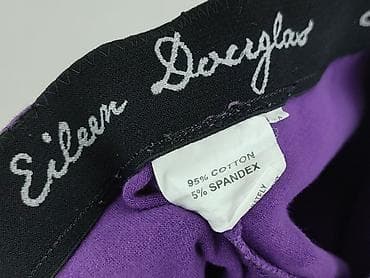 Eileen Douglas
95% COTTON
5% SPANDEX